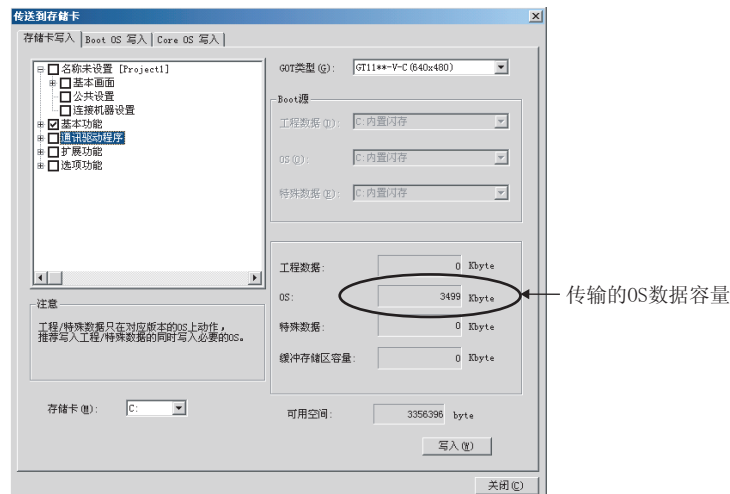 传送到存储卡
存储卡写入 Boot OS 写入 Core OS 写入
名称未设置 [Project1]
基本画面
公共设置
连接机器设置
基本功能
通讯驱动程序
扩展功能
选项功能
注意
工程/特殊数据只在对应版本的OS上动作,
推荐写入工程/特殊数据的同时写入必要的OS。
存储卡(M): C:
GOT类型(G): GT11**-V-C(640x480)
Boot源
工程数据(D): C:内置闪存
OS(O): C:内置闪存
特殊数据(E): C:内置闪存
工程数据: 0 Kbyte
OS: 3499 Kbyte
特殊数据: 0 Kbyte
缓冲存储区容量: 0 Kbyte
可用空间: 3356396 byte
写入(W)
关闭(C)
传输的OS数据容量